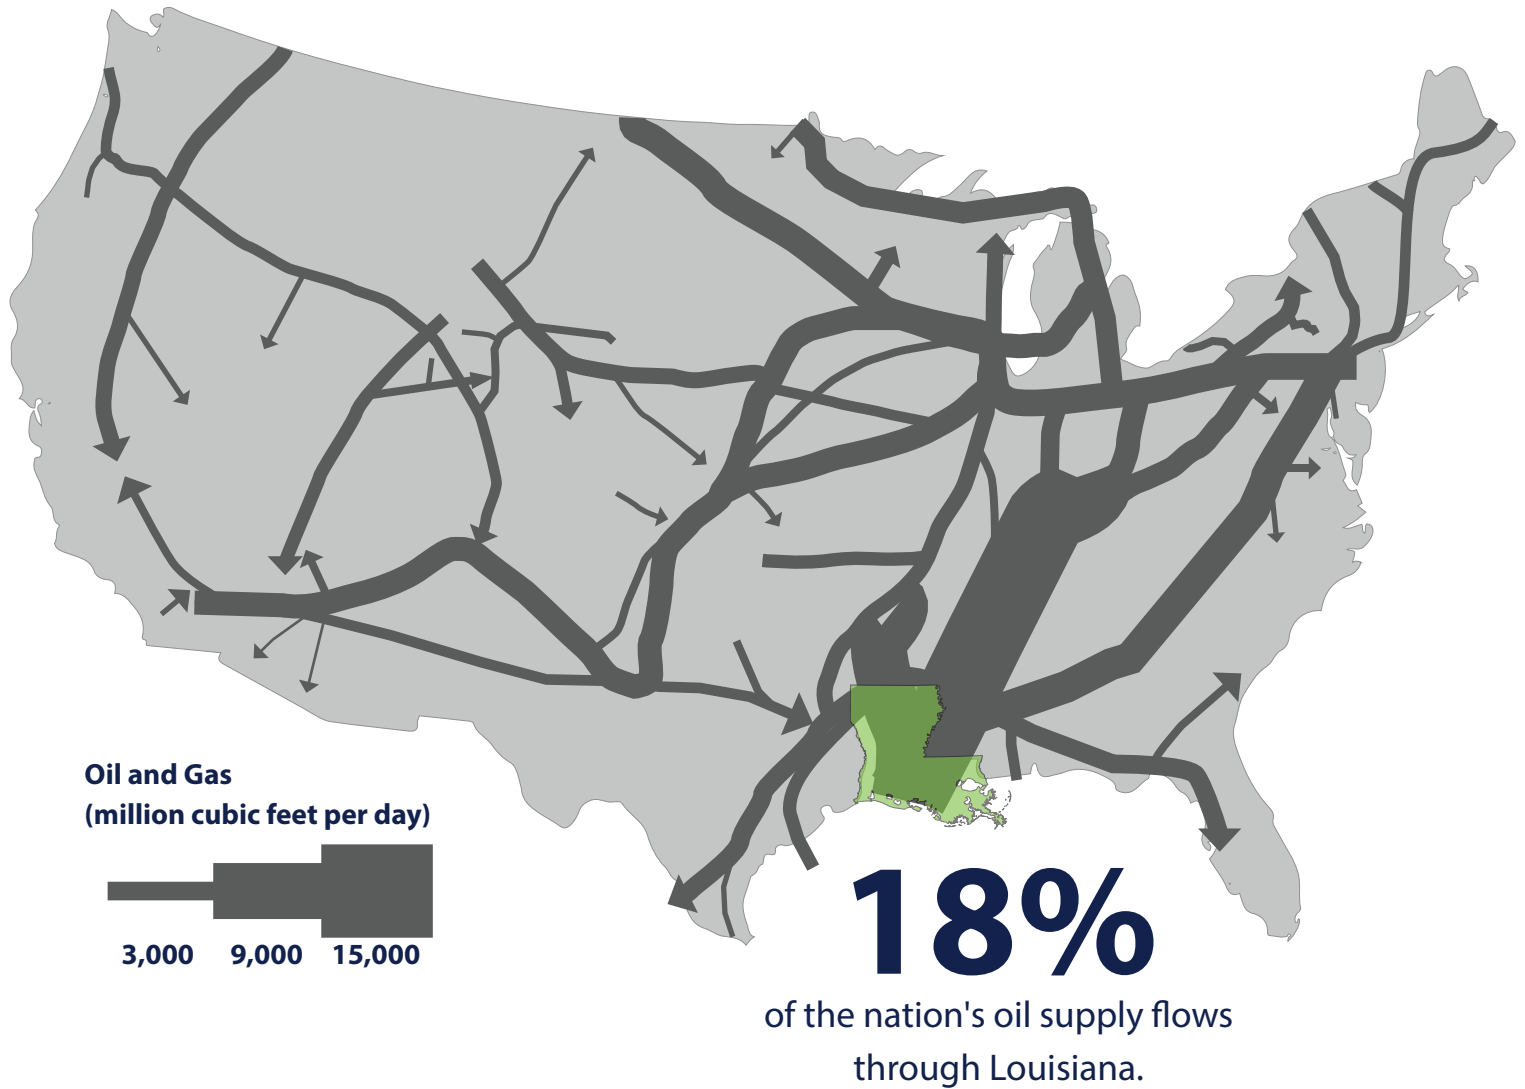 Oil and Gas
(million cubic feet per day)
3,000 9,000 15,000
18%
of the nation's oil supply flows
through Louisiana.